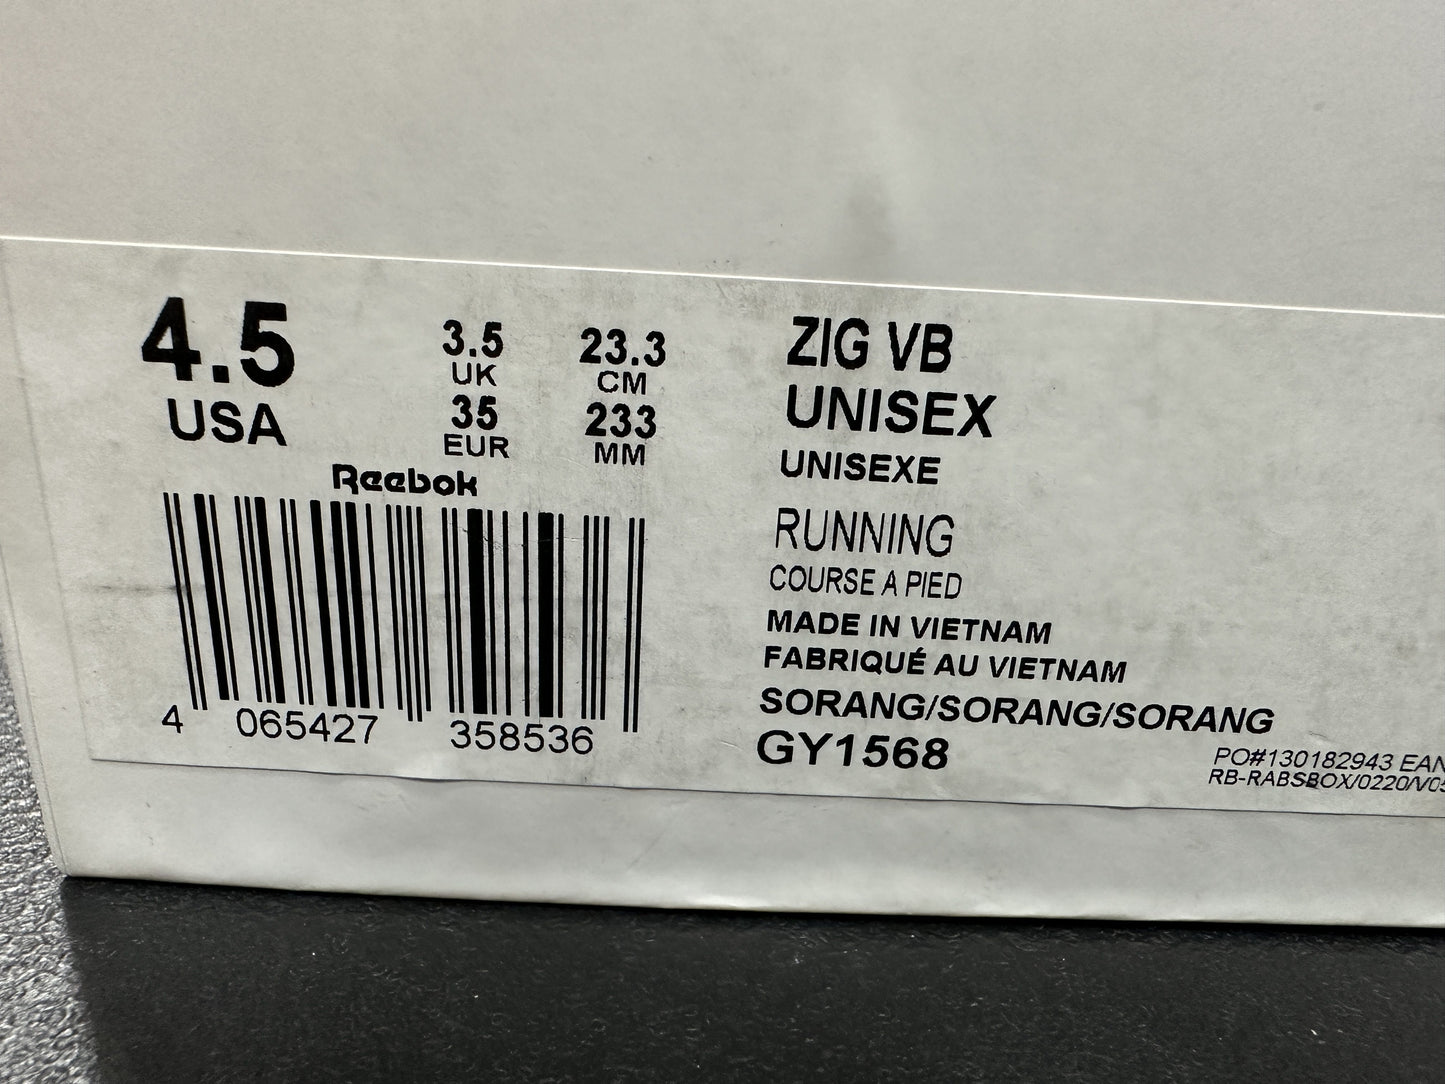 4.5
USA
3.5
UK
35
EUR
23.3
CM
233
MM
Reebok
4 065427 358536
ZIG VB
UNISEX
UNISEXE
RUNNING
COURSE A PIED
MADE IN VIETNAM
FABRIQUÉ AU VIETNAM
SORANG/SORANG/SORANG
GY1568
PO#130182943 EAN
RB-RABSBOX/0220/V05